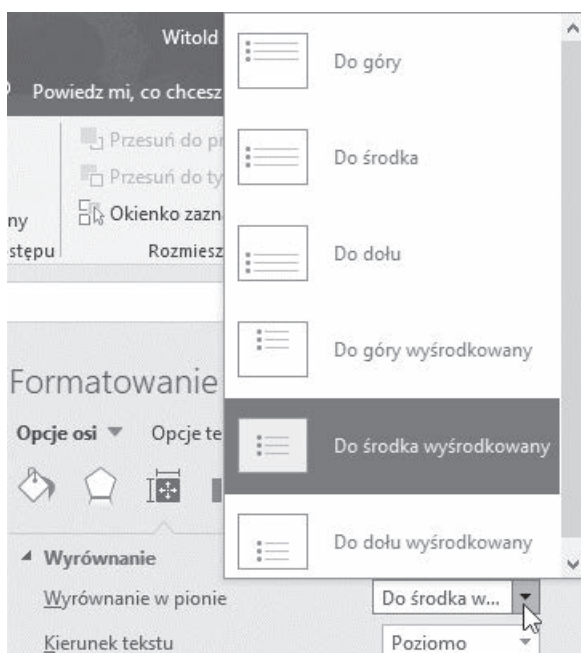 Witold
Powiedz mi, co chcesz
Przesuń do p
Przesuń do ty
Okienko zazn
ny
stępu
Rozmiesz
Do góry
Do środka
Do dołu
Do góry wyśrodkowany
Do środka wyśrodkowany
Do dołu wyśrodkowany
Formatowanie
Opcje osi Opcje te
Wyrównanie
Wyrównanie w pionie Do środka w...
Kierunek tekstu Poziomo